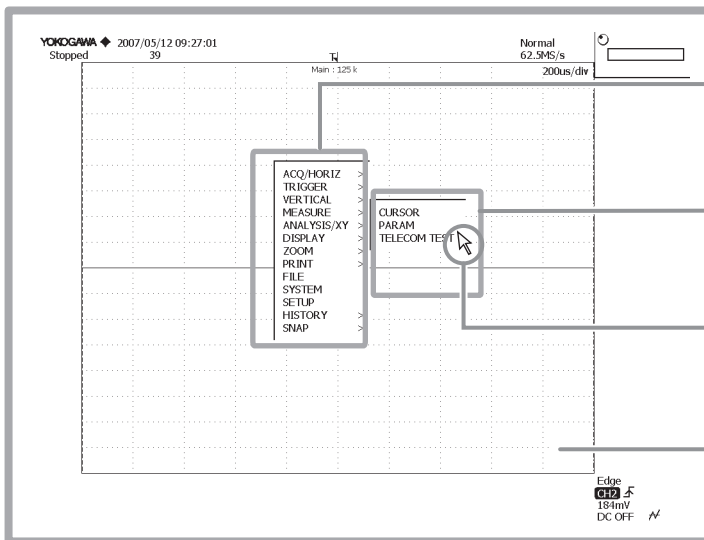 YOKOGAWA ◆ 2007/05/12 09:27:01
Normal
Stopped 39
62.5MS/s
Main : 125 k
200us/div
ACQ/HORIZ >
TRIGGER >
VERTICAL >
MEASURE >
ANALYSIS/XY >
DISPLAY >
ZOOM >
PRINT >
FILE
SYSTEM
SETUP
HISTORY >
SNAP >
CURSOR
PARAM
TELECOM TEST
Edge
CH2
184mV
DC OFF